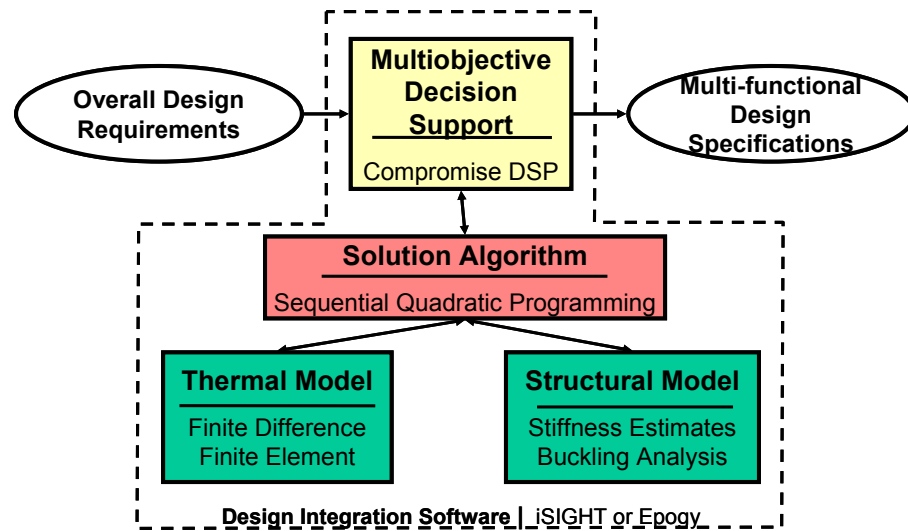 Overall Design
Requirements
Multiobjective
Decision
Support
Compromise DSP
Multi-functional
Design
Specifications
Solution Algorithm
Sequential Quadratic Programming
Thermal Model
Finite Difference
Finite Element
Structural Model
Stiffness Estimates
Buckling Analysis
Design Integration Software | iSIGHT or Epogy